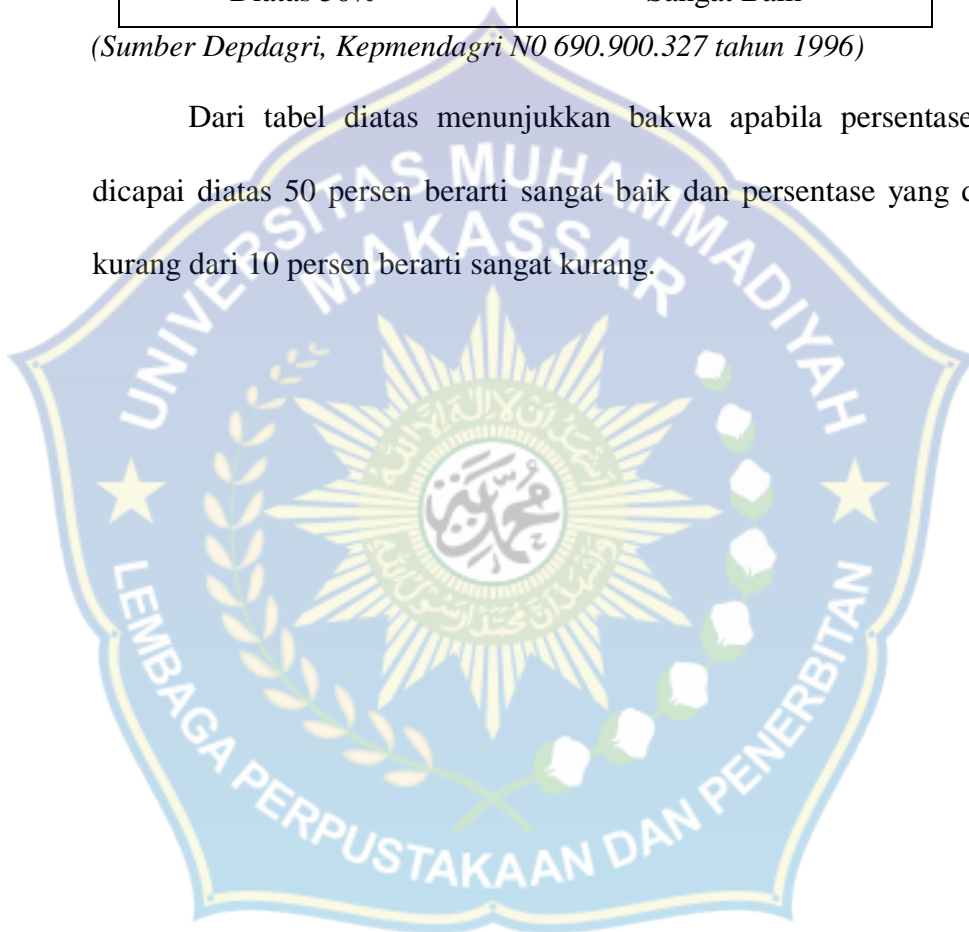 Diatas 50% Sangat Baik
(Sumber Depdagri, Kepmendagri N0 690.900.327 tahun 1996)
Dari tabel diatas menunjukkan bakwa apabila persentase
dicapai diatas 50 persen berarti sangat baik dan persentase yang
kurang dari 10 persen berarti sangat kurang.
UNIVERSITAS MUHAMMADIYAH
MAKASSAR
محمدية
LEMBAGA PERPUSTAKAAN DAN PENERBITAN